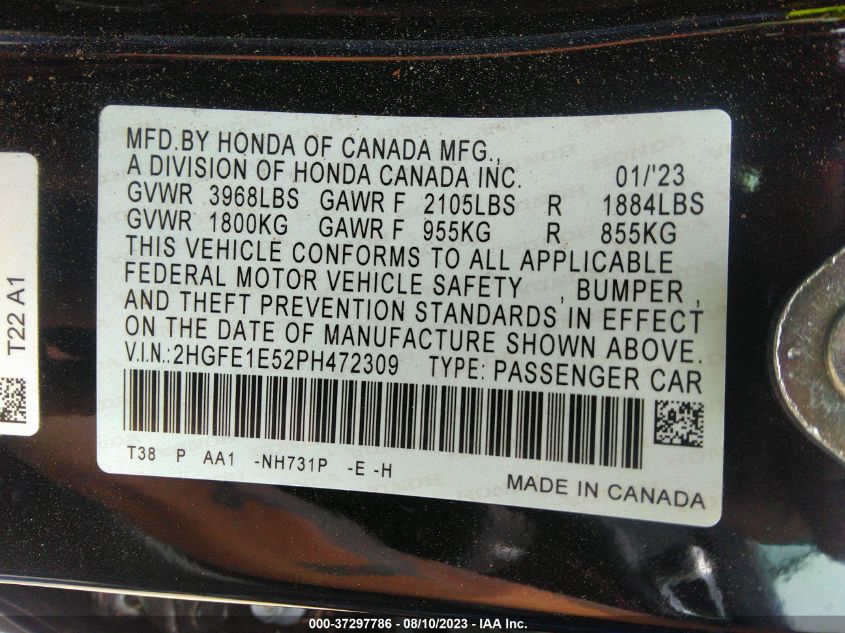 MFD.BY HONDA OF CANADA MFG.,
A DIVISION OF HONDA CANADA INC. 01/'23
GVWR 3968LBS GAWR F 2105LBS R 1884LBS
GVWR 1800KG GAWR F 955KG R 855KG
THIS VEHICLE CONFORMS TO ALL APPLICABLE
FEDERAL MOTOR VEHICLE SAFETY , BUMPER ,
AND THEFT PREVENTION STANDARDS IN EFFECT
ON THE DATE OF MANUFACTURE SHOWN ABOVE.
V.I.N.:2HGFE1E52PH472309 TYPE: PASSENGER CAR
T38 P AA1 -NH731P -E -H
MADE IN CANADA
T22 A1
000-37297786 - 08/10/2023 - IAA Inc.